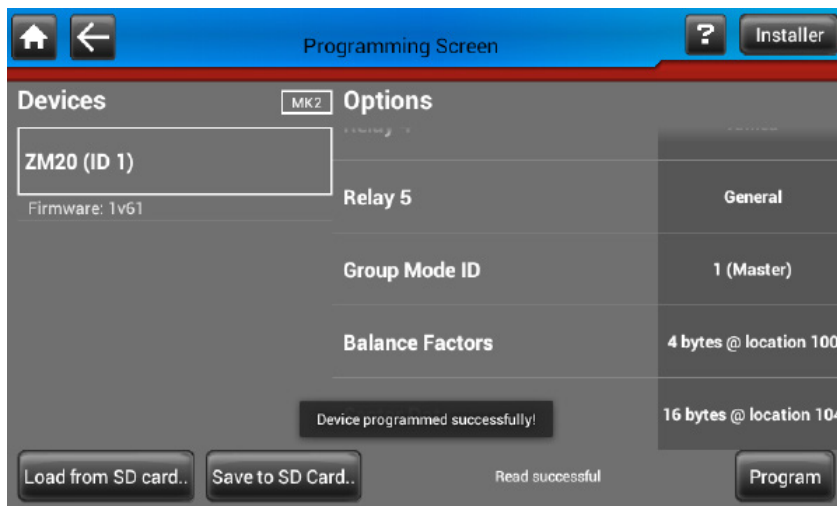 Programming Screen
?
Installer
Devices
MK2
Options
ZM20 (ID 1)
Firmware: 1v61
Relay 5
General
Group Mode ID
1 (Master)
Balance Factors
4 bytes @ location 100
Device programmed successfully!
16 bytes @ location 104
Load from SD card..
Save to SD Card..
Read successful
Program